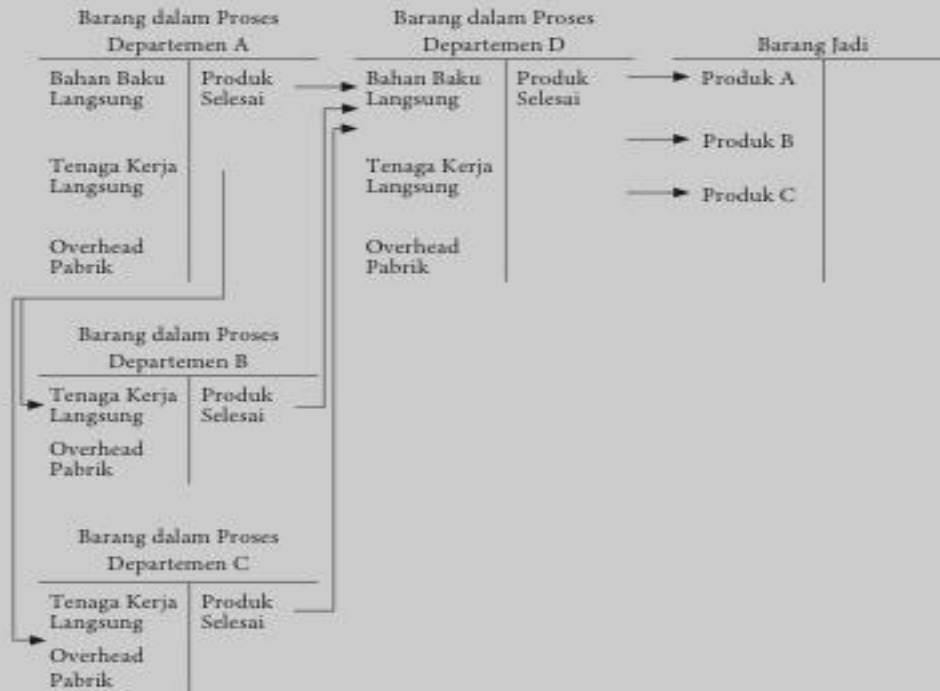 Barang dalam Proses
Departemen A
Bahan Baku
Langsung
Produk
Selesai
Tenaga Kerja
Langsung
Overhead
Pabrik
Barang dalam Proses
Departemen D
Bahan Baku
Langsung
Produk
Selesai
Tenaga Kerja
Langsung
Overhead
Pabrik
Barang Jadi
Produk A
Produk B
Produk C
Barang dalam Proses
Departemen B
Tenaga Kerja
Langsung
Produk
Selesai
Overhead
Pabrik
Barang dalam Proses
Departemen C
Tenaga Kerja
Langsung
Produk
Selesai
Overhead
Pabrik